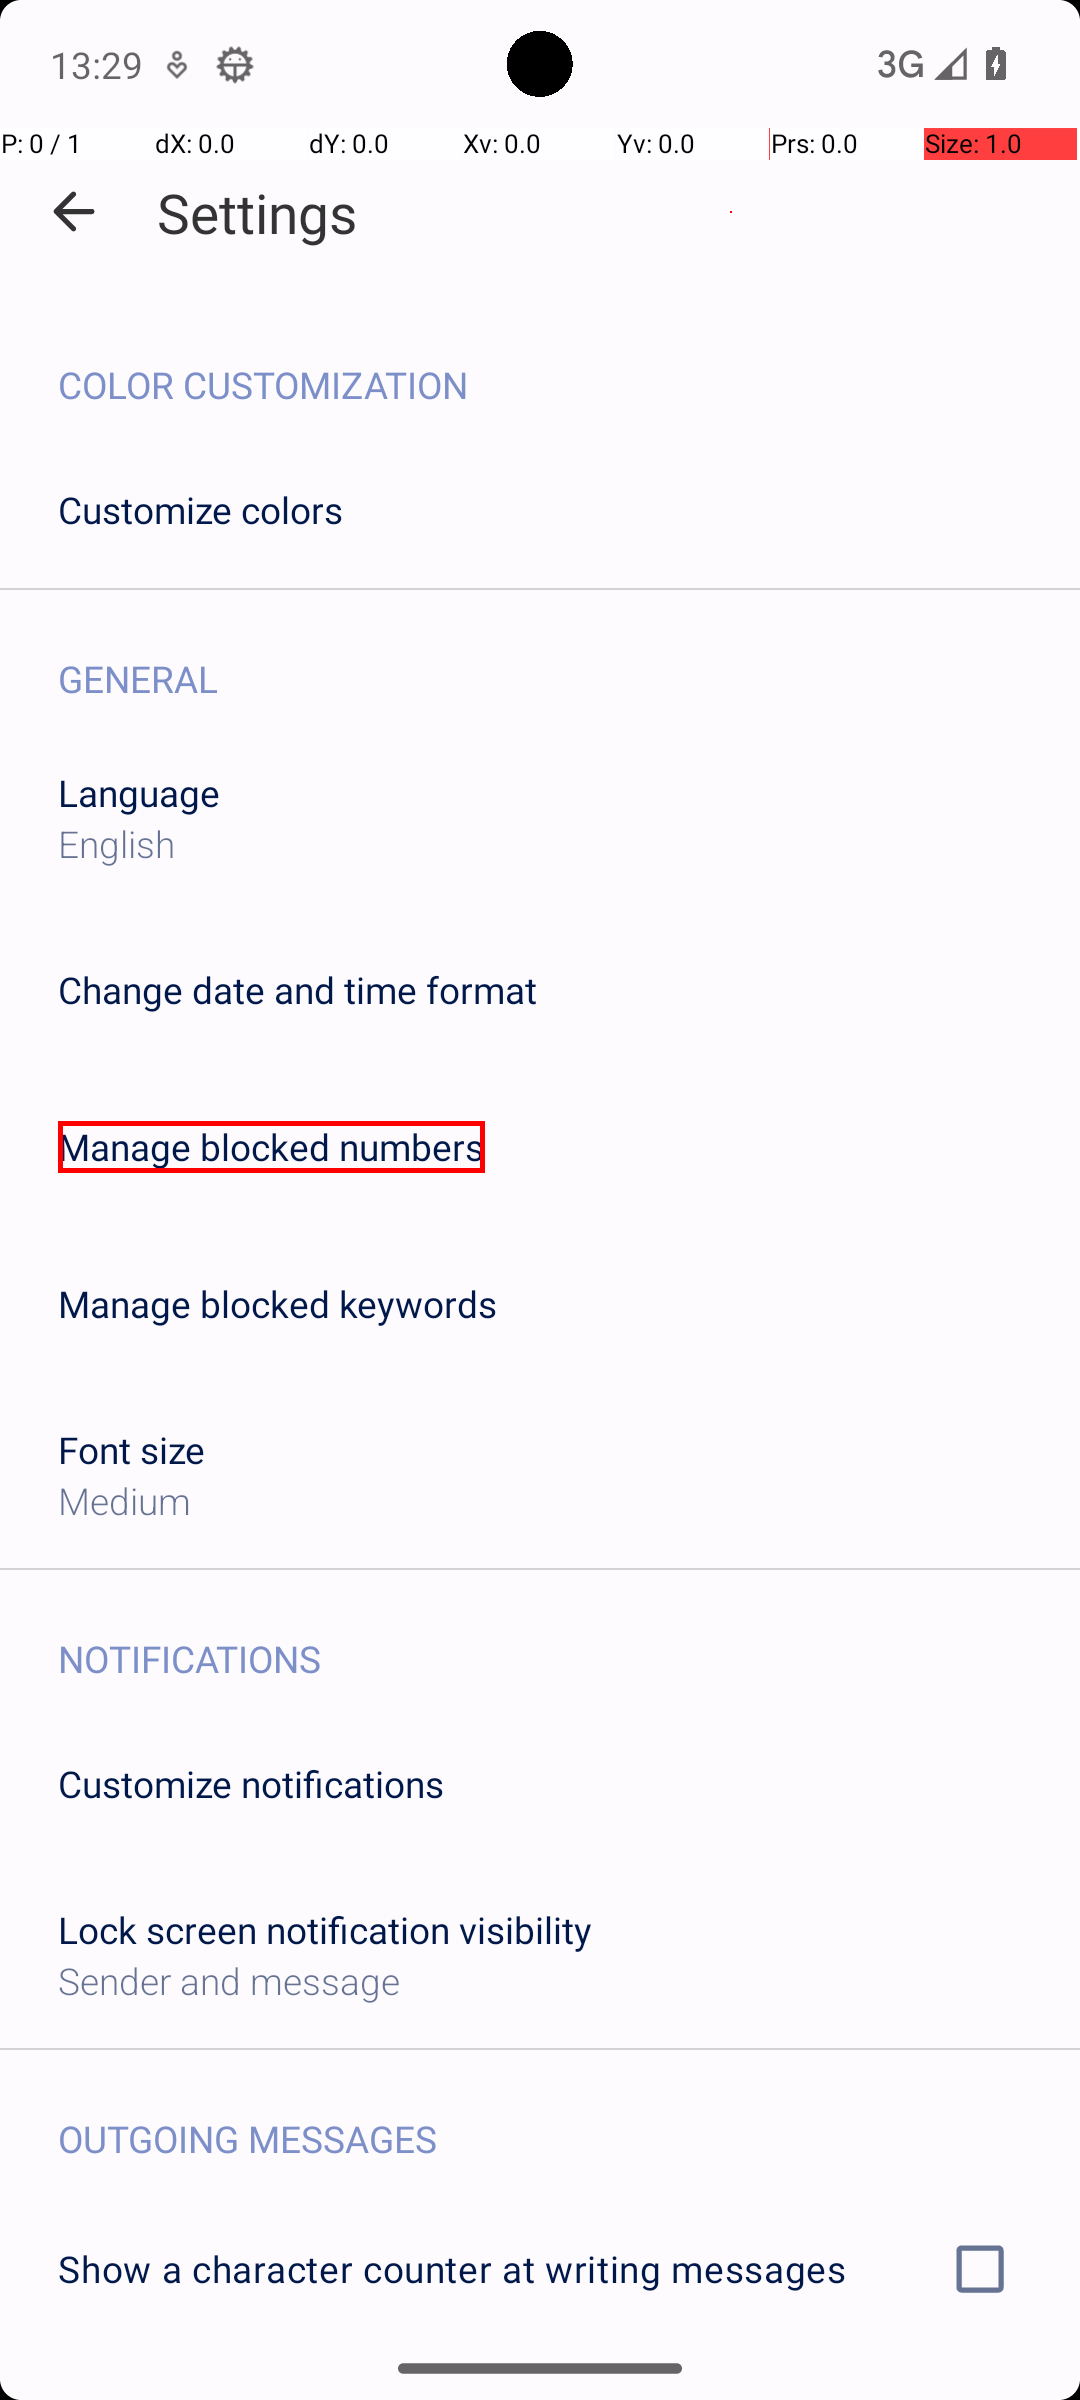 13:29
3G
P: 0 / 1 dX: 0.0 dY: 0.0 Xv: 0.0 Yv: 0.0 Prs: 0.0 Size: 1.0
Settings
COLOR CUSTOMIZATION
Customize colors
GENERAL
Language
English
Change date and time format
Manage blocked numbers
Manage blocked keywords
Font size
Medium
NOTIFICATIONS
Customize notifications
Lock screen notification visibility
Sender and message
OUTGOING MESSAGES
Show a character counter at writing messages